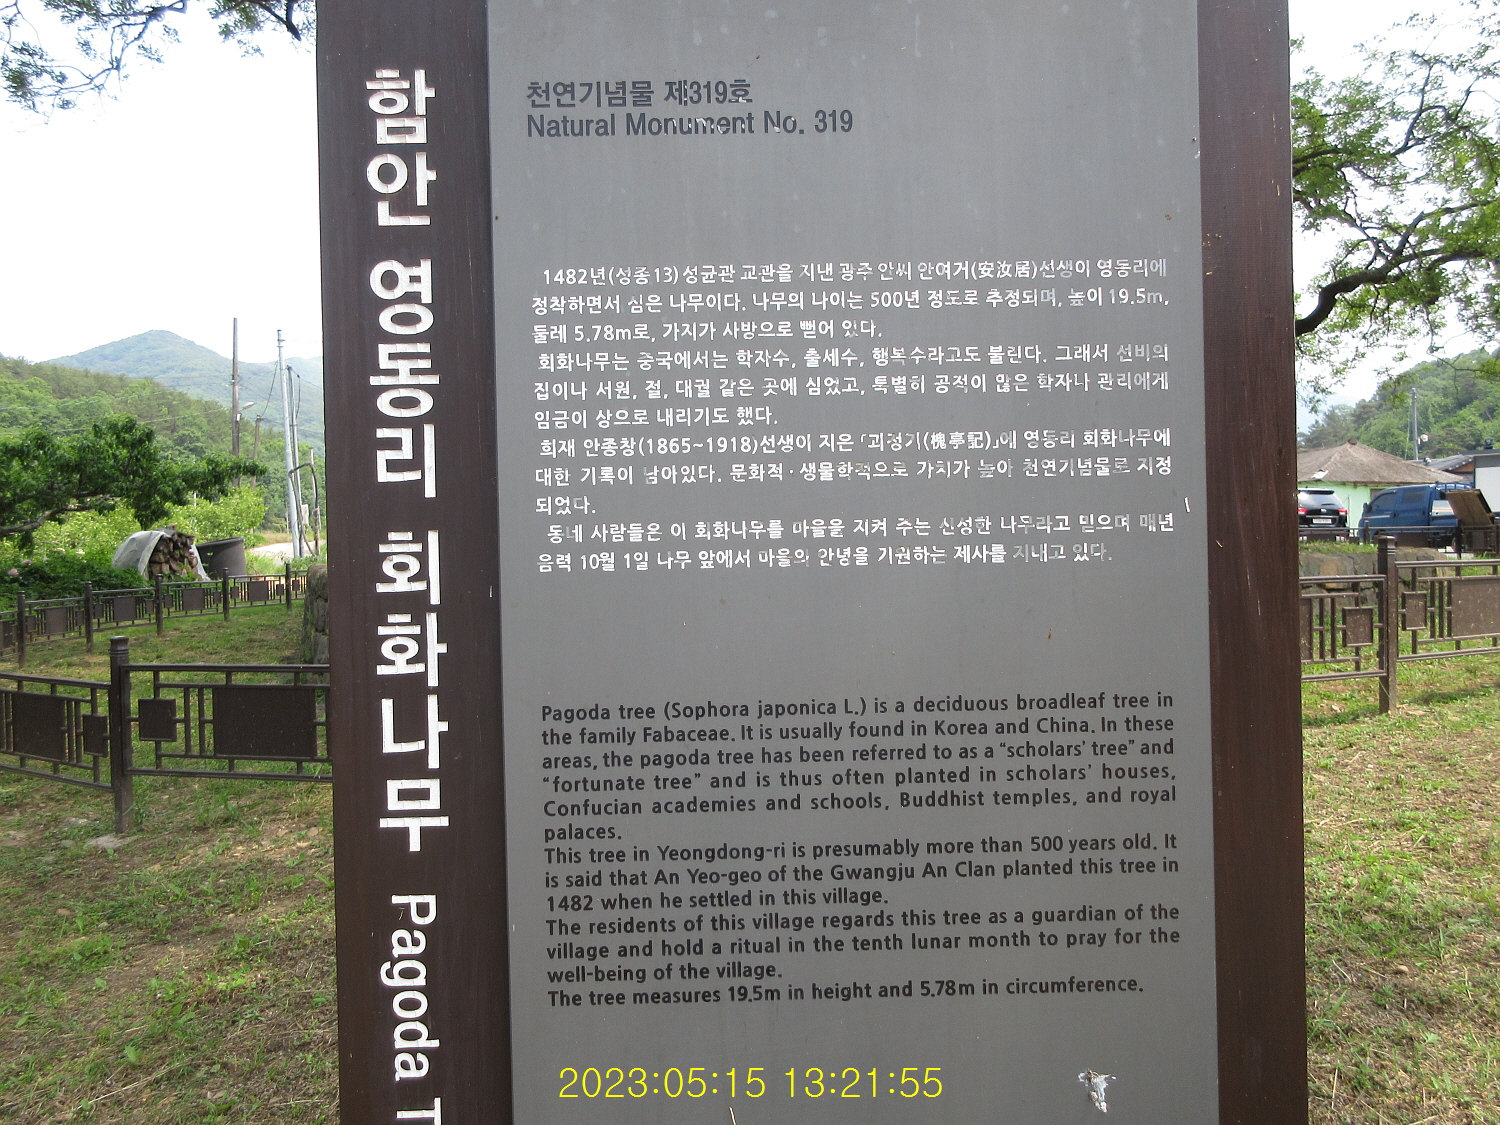 함안 영동리 회화나무 Pagoda T
천연기념물 제319호
Natural Monument No. 319
1482년(성종13) 성균관 교관을 지낸 광주 안씨 안여거(安汝居)선생이 영동리에
정착하면서 심은 나무이다. 나무의 나이는 500년 정도로 추정되며, 높이 19.5m,
둘레 5.78m로, 가지가 사방으로 뻗어 있다.
회화나무는 중국에서는 학자수, 출세수, 행복수라고도 불린다. 그래서 선비의
집이나 서원, 절, 대궐 같은 곳에 심었고, 특별히 공적이 많은 학자나 관리에게
임금이 상으로 내리기도 했다.
희재 안종창(1865~1918)선생이 지은 「괴정기(槐亭記)」에 영동리 회화나무에
대한 기록이 남아있다. 문화적·생물학적으로 가치가 높아 천연기념물로 지정
되었다.
동네 사람들은 이 회화나무를 마을을 지켜 주는 신성한 나무라고 믿으며 매년
음력 10월 1일 나무 앞에서 마을의 안녕을 기원하는 제사를 지내고 있다.
Pagoda tree (Sophora japonica L.) is a deciduous broadleaf tree in
the family Fabaceae. It is usually found in Korea and China. In these
areas, the pagoda tree has been referred to as a “scholars’ tree” and
“fortunate tree” and is thus often planted in scholars’ houses,
Confucian academies and schools, Buddhist temples, and royal
palaces.
This tree in Yeongdong-ri is presumably more than 500 years old. It
is said that An Yeo-geo of the Gwangju An Clan planted this tree in
1482 when he settled in this village.
The residents of this village regards this tree as a guardian of the
village and hold a ritual in the tenth lunar month to pray for the
well-being of the village.
The tree measures 19.5m in height and 5.78m in circumference.
2023:05:15 13:21:55